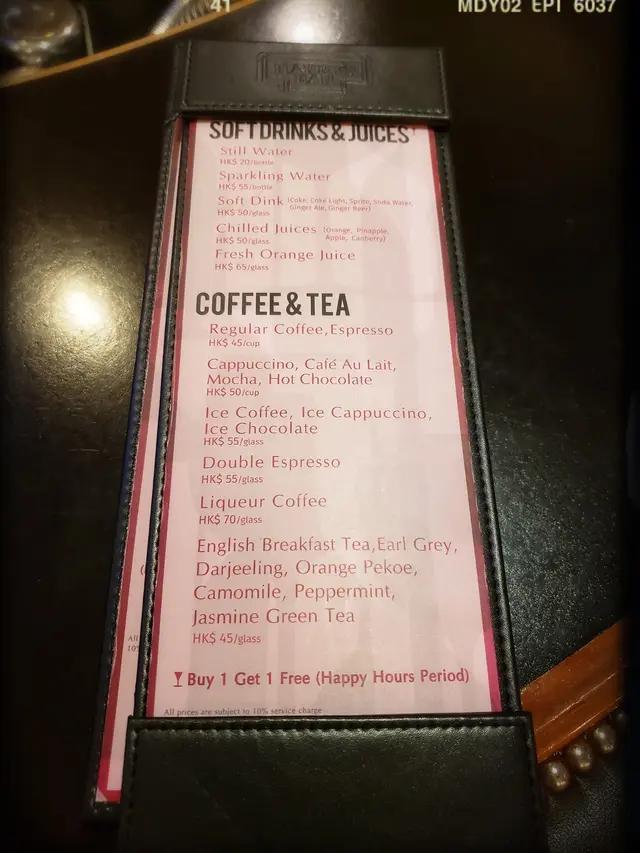 41
MDY02 EPI 6037
SOFT DRINKS & JUICES
Still Water
HK$ 20/bottle
Sparkling Water
HK$ 55/bottle
Soft Dink (Coke, Coke Light, Sprite, Soda Water,
Ginger Ale, Ginger Beer)
HK$ 50/glass
Chilled Juices (Orange, Pinapple,
Apple, Canberry)
HK$ 50/glass
Fresh Orange Juice
HK$ 65/glass
COFFEE & TEA
Regular Coffee,Espresso
HK$ 45/cup
Cappuccino, Café Au Lait,
Mocha, Hot Chocolate
HK$ 50/cup
Ice Coffee, Ice Cappuccino,
Ice Chocolate
HK$ 55/glass
Double Espresso
HK$ 55/glass
Liqueur Coffee
HK$ 70/glass
English Breakfast Tea,Earl Grey,
Darjeeling, Orange Pekoe,
Camomile, Peppermint,
Jasmine Green Tea
HK$ 45/glass
Buy 1 Get 1 Free (Happy Hours Period)
All prices are subject to 10% service charge
All
10%